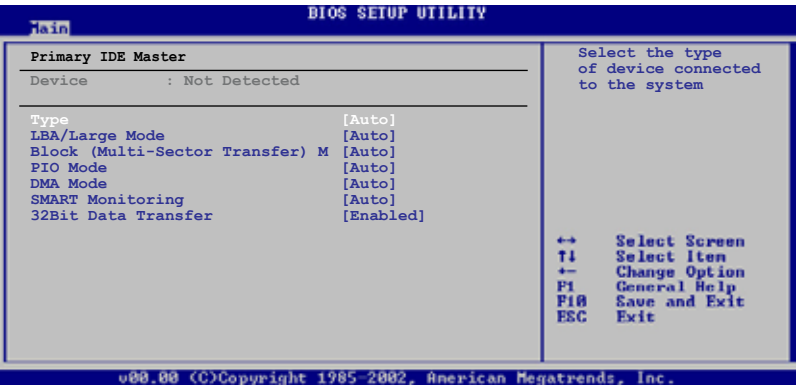 BIOS SETUP UTILITY
Main
Primary IDE Master
Device : Not Detected
Type [Auto]
LBA/Large Mode [Auto]
Block (Multi-Sector Transfer) M [Auto]
PIO Mode [Auto]
DMA Mode [Auto]
SMART Monitoring [Auto]
32Bit Data Transfer [Enabled]
Select the type
of device connected
to the system
↔ Select Screen
↑↓ Select Item
+- Change Option
F1 General Help
F10 Save and Exit
ESC Exit
v00.00 (C)Copyright 1985-2002, American Megatrends, Inc.